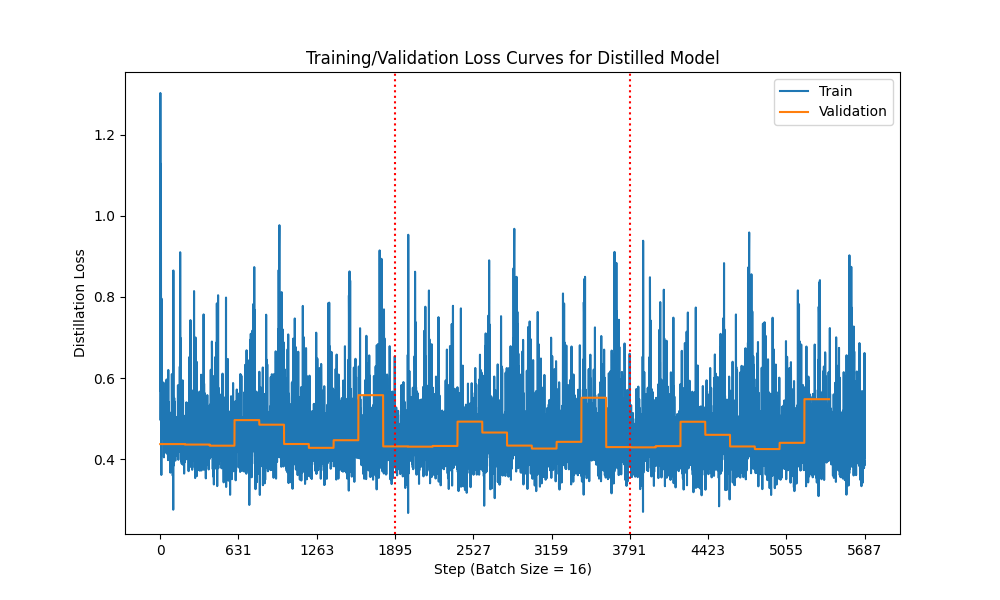 Training/Validation Loss Curves for Distilled Model
Train
Validation
Distillation Loss
1.2
1.0
0.8
0.6
0.4
0 631 1263 1895 2527 3159 3791 4423 5055 5687
Step (Batch Size = 16)